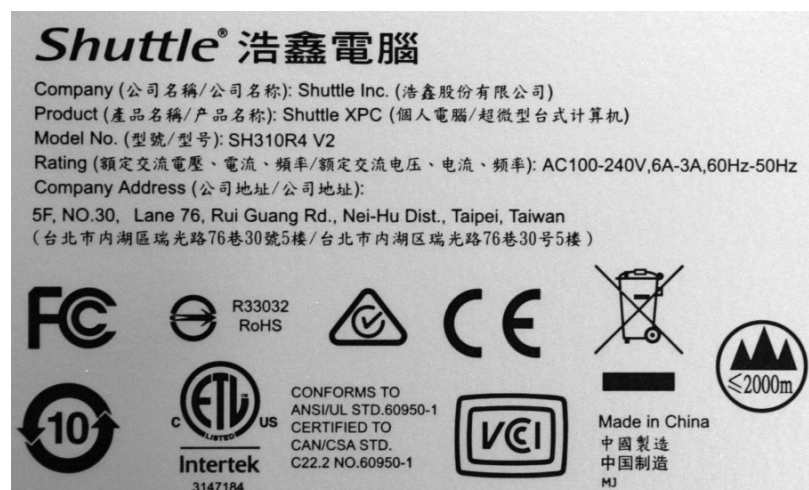 Shuttle® 浩鑫電腦
Company (公司名稱/公司名称): Shuttle Inc. (浩鑫股份有限公司)
Product (產品名稱/产品名称): Shuttle XPC (個人電腦/超微型台式计算机)
Model No. (型號/型号): SH310R4 V2
Rating (額定交流電壓、電流、頻率/额定交流电压、电流、频率): AC100-240V,6A-3A,60Hz-50Hz
Company Address (公司地址/公司地址):
5F, NO.30, Lane 76, Rui Guang Rd., Nei-Hu Dist., Taipei, Taiwan
(台北市內湖區瑞光路76巷30號5樓/台北市内湖区瑞光路76巷30号5楼)
FC
R33032
RoHS
CE
≤2000m
10
C ETL US
LISTED
Intertek
3147184
CONFORMS TO
ANSI/UL STD.60950-1
CERTIFIED TO
CAN/CSA STD.
C22.2 NO.60950-1
VCI
Made in China
中國製造
中国制造
MJ